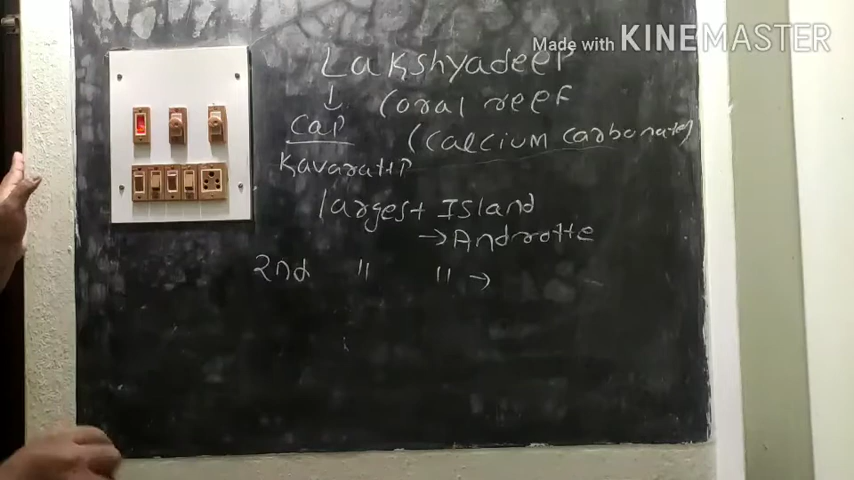 Made with KINEMASTER
Lakshyadeep
↓ Coral reef
Cap (Calcium carbonate)
Kavaratti
largest Island
→ Androtte
2nd " " →